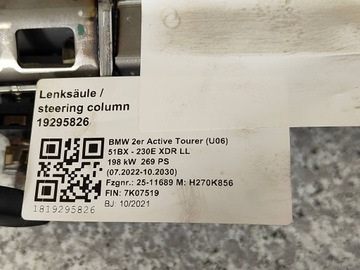 Lenksäule /
steering column
19295826
BMW 2er Active Tourer (U06)
51BX - 230E XDR LL
198 kW 269 PS
(07.2022-10.2030)
Fzgnr.: 25-11689 M: H270K856
FIN: 7K07519
BJ: 10/2021
1819295826